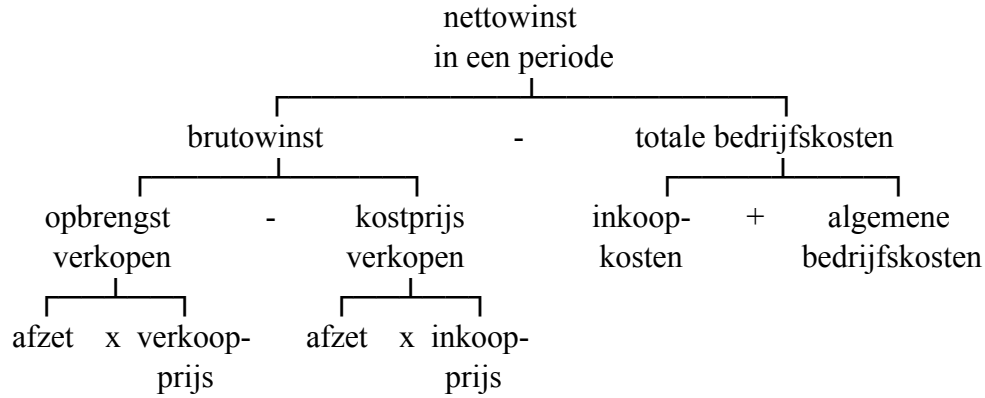 nettowinst
in een periode
brutowinst - totale bedrijfskosten
opbrengst - kostprijs inkoop- + algemene
verkopen verkopen kosten bedrijfskosten
afzet x verkoop- afzet x inkoop-
prijs prijs